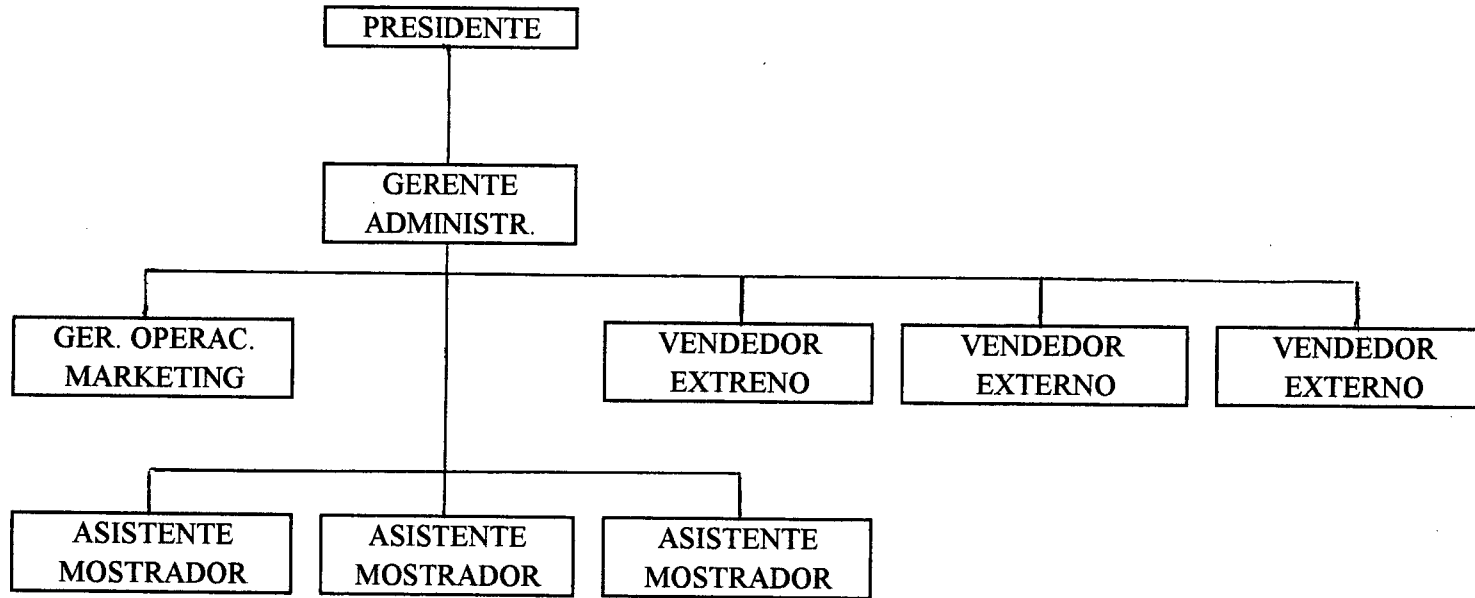 PRESIDENTE
GERENTE
ADMINISTR.
GER. OPERAC.
MARKETING
VENDEDOR
EXTRENO
VENDEDOR
EXTERNO
VENDEDOR
EXTERNO
ASISTENTE
MOSTRADOR
ASISTENTE
MOSTRADOR
ASISTENTE
MOSTRADOR